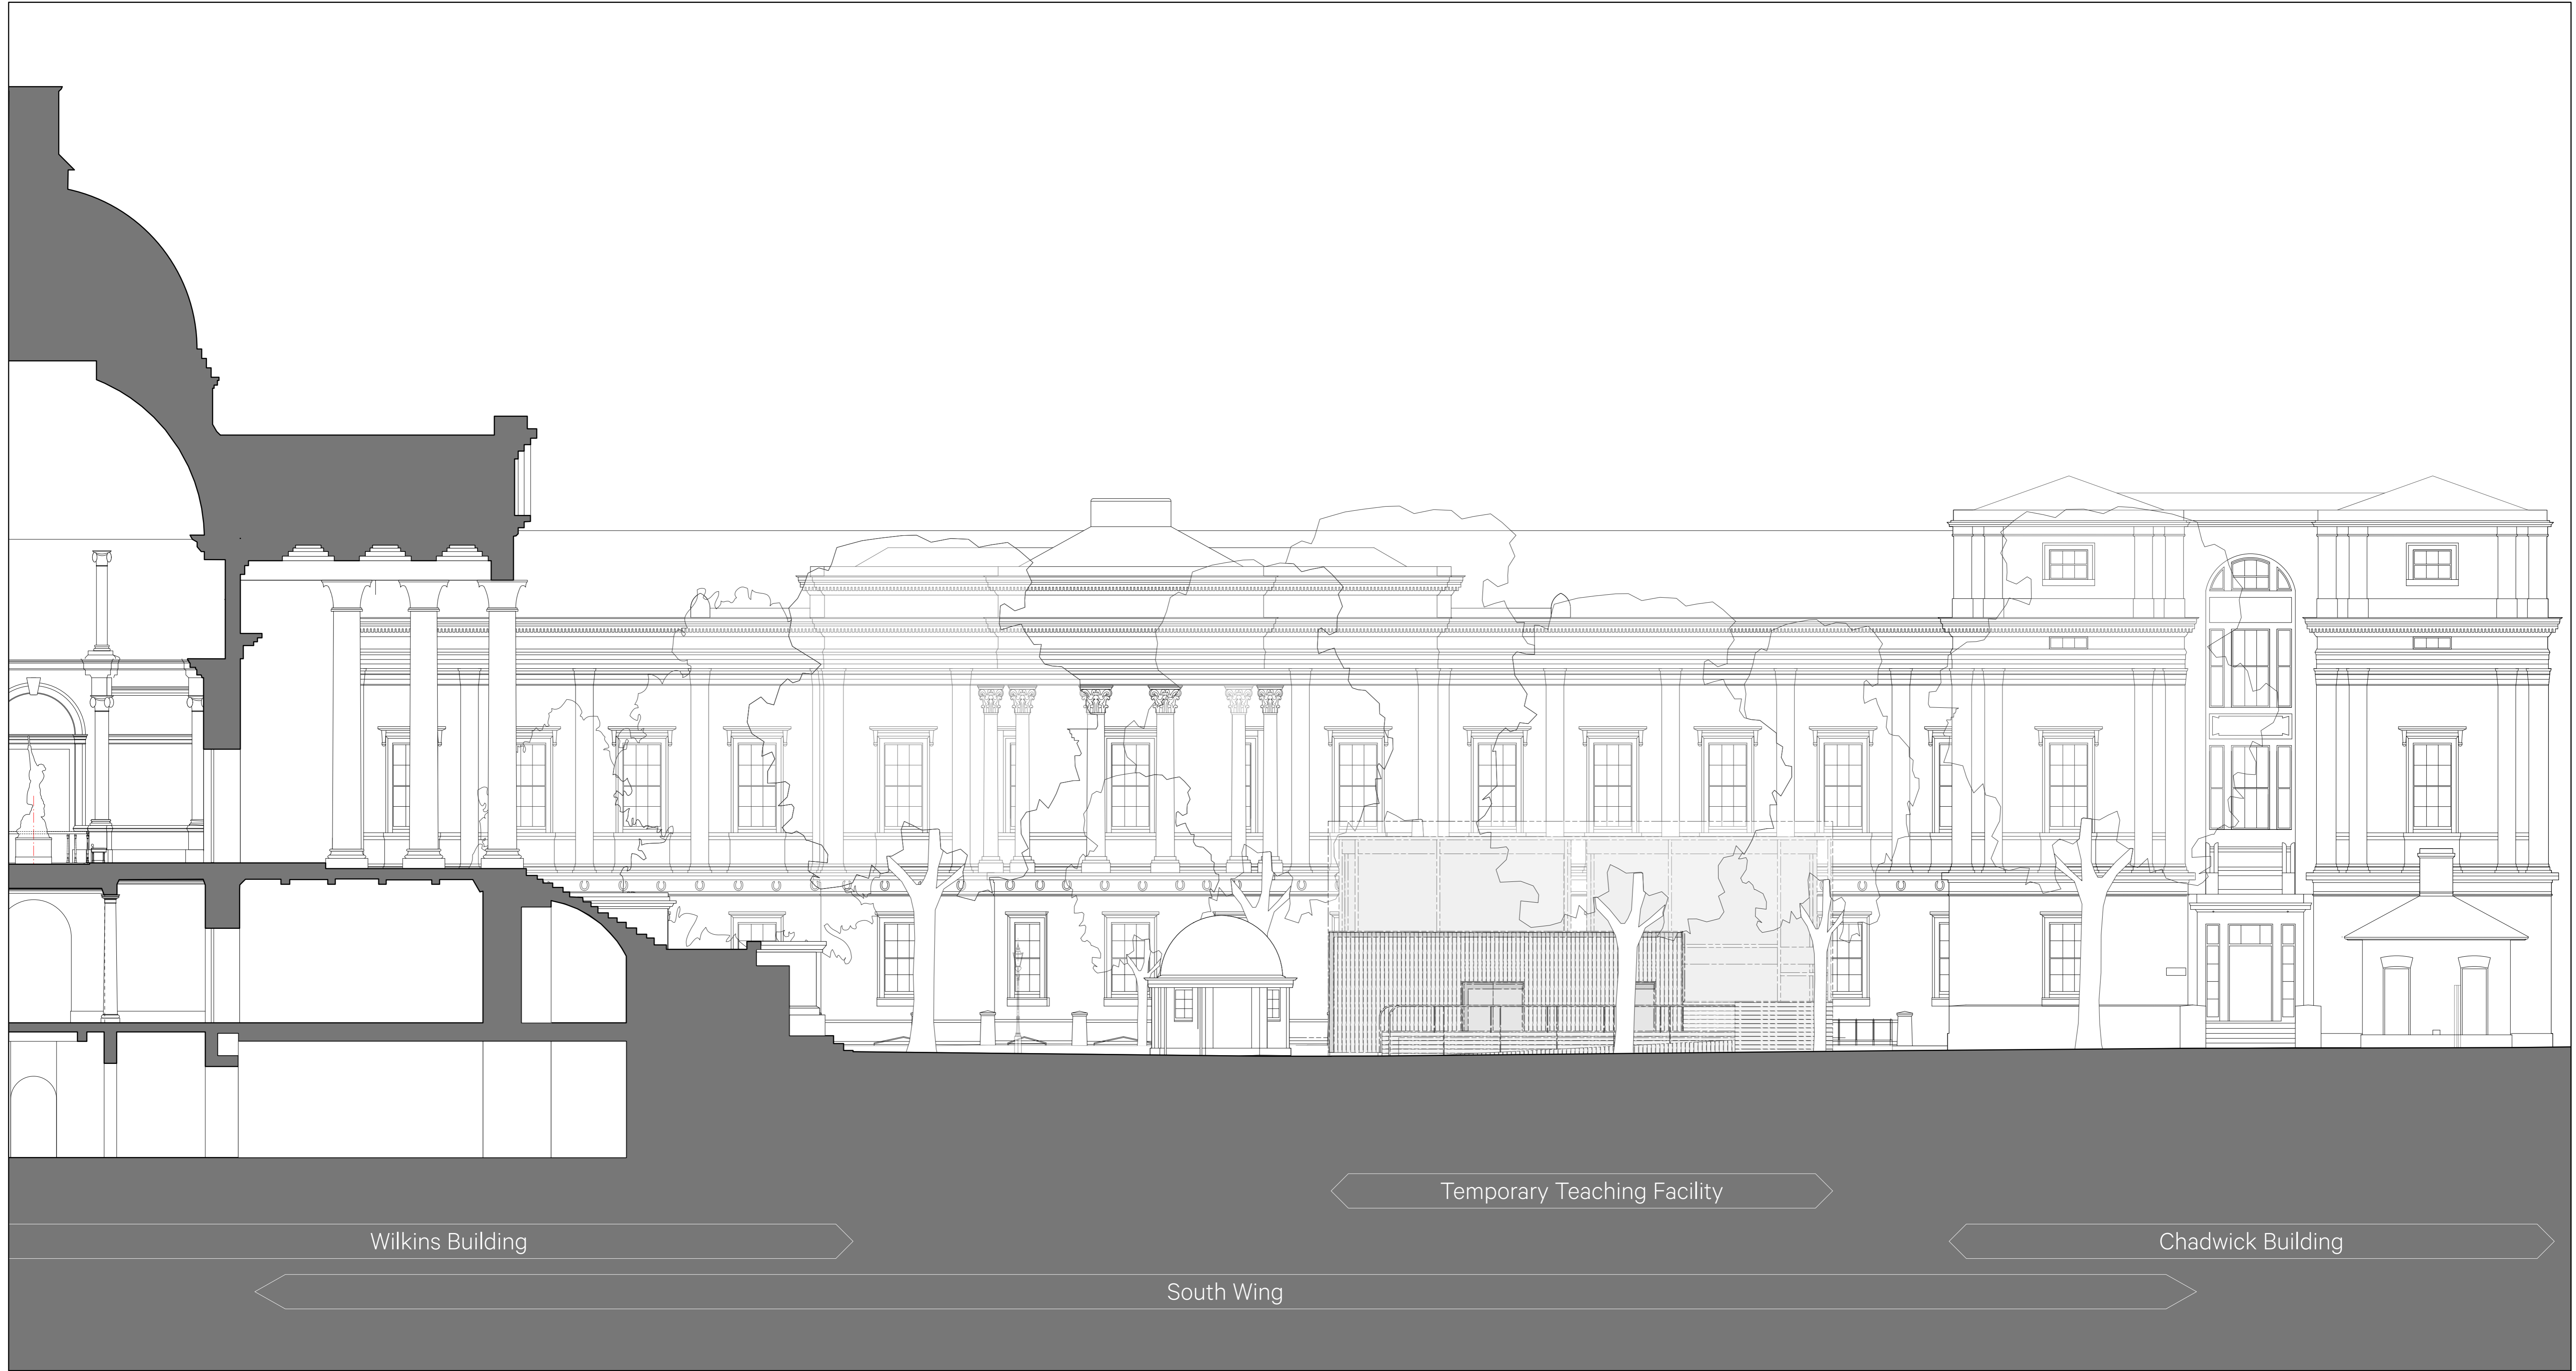 Temporary Teaching Facility
Wilkins Building
Chadwick Building
South Wing